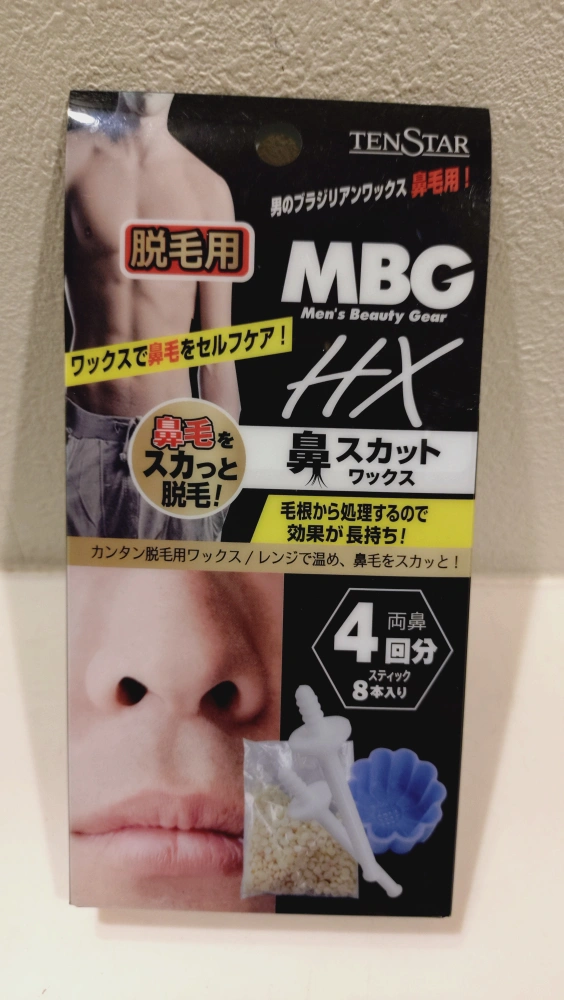 TENSTAR
男のブラジリアンワックス 鼻毛用！
脱毛用
MBG
Men's Beauty Gear
HX
ワックスで鼻毛をセルフケア！
鼻毛を
スカっと
脱毛！
鼻スカット
ワックス
毛根から処理するので
効果が長持ち！
カンタン脱毛用ワックス / レンジで温め、鼻毛をスカッと！
両鼻
4回分
スティック
8本入り